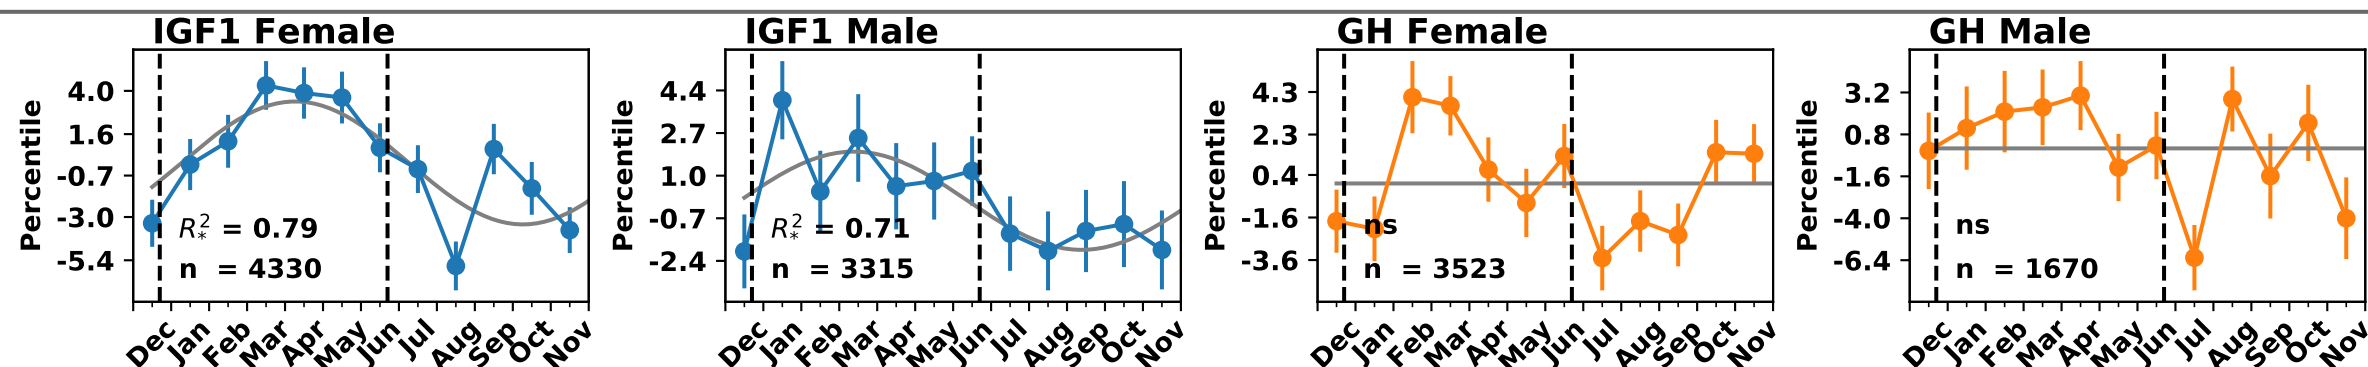 IGF1 Female
Percentile
4.0
1.6
-0.7
-3.0
-5.4
R²* = 0.79
n = 4330
Dec Jan Feb Mar Apr May Jun Jul Aug Sep Oct Nov
IGF1 Male
Percentile
4.4
2.7
1.0
-0.7
-2.4
R²* = 0.71
n = 3315
Dec Jan Feb Mar Apr May Jun Jul Aug Sep Oct Nov
GH Female
Percentile
4.3
2.3
0.4
-1.6
-3.6
ns
n = 3523
Dec Jan Feb Mar Apr May Jun Jul Aug Sep Oct Nov
GH Male
Percentile
3.2
0.8
-1.6
-4.0
-6.4
ns
n = 1670
Dec Jan Feb Mar Apr May Jun Jul Aug Sep Oct Nov